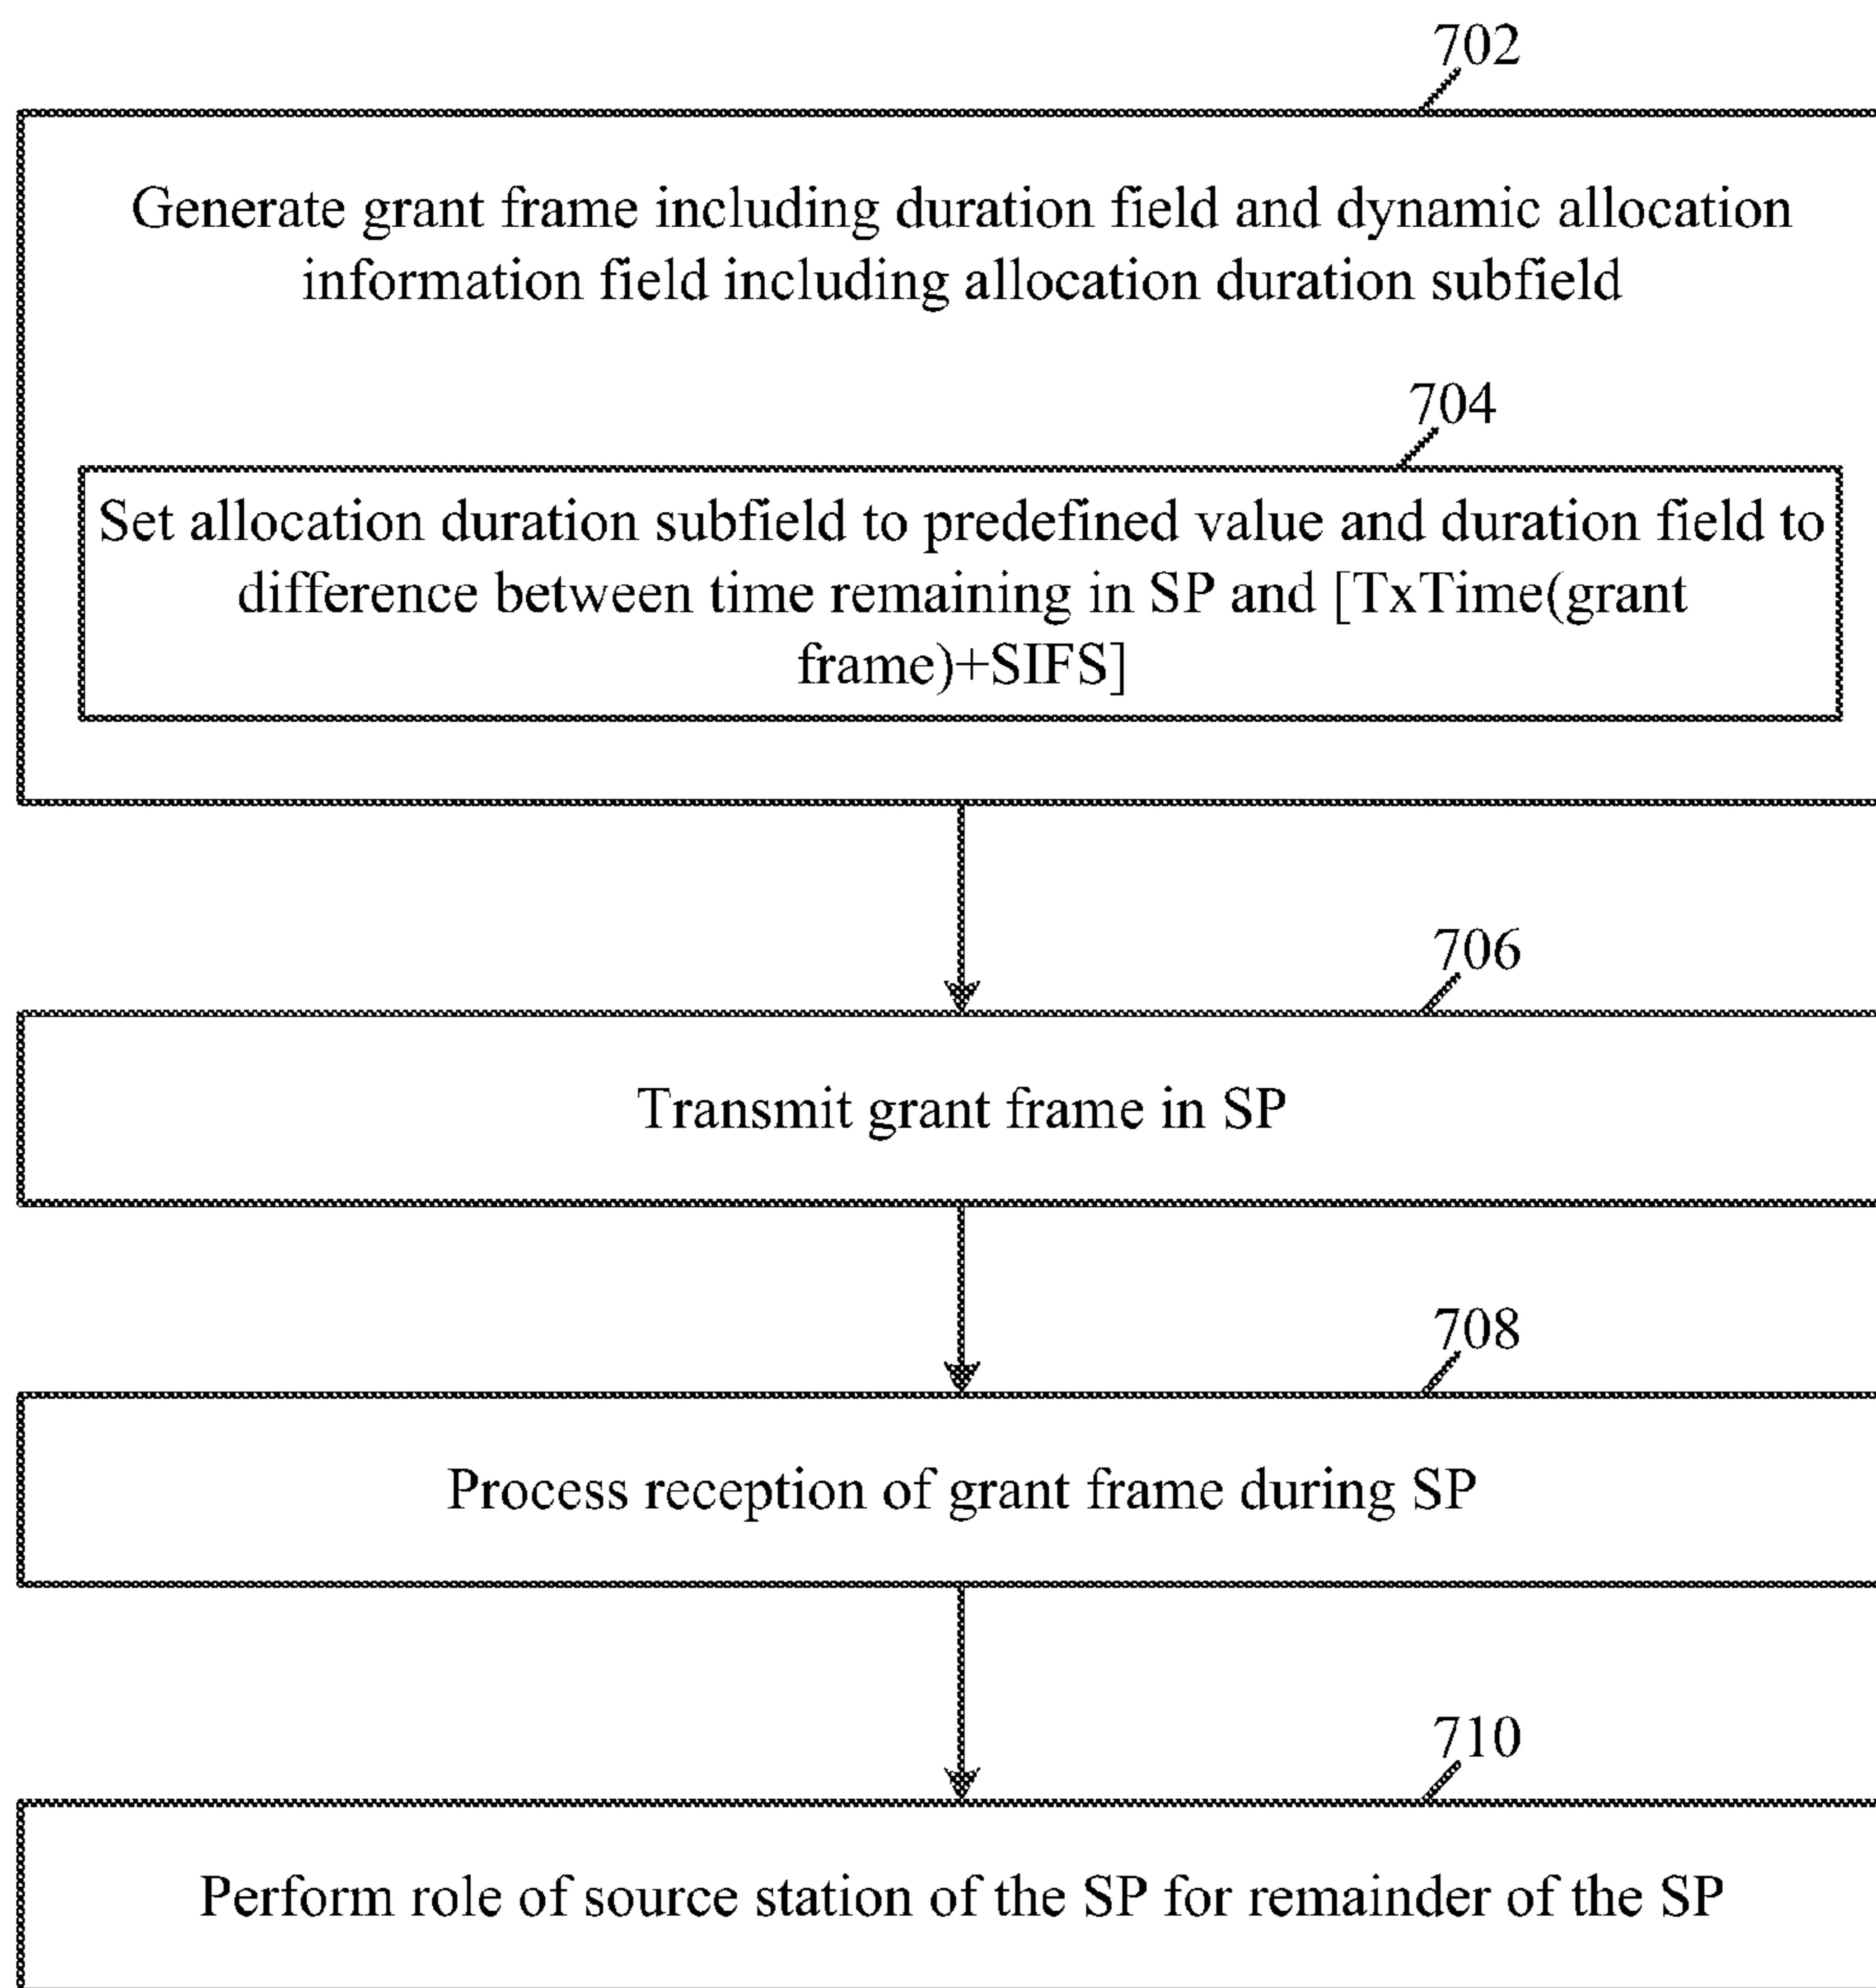 702
Generate grant frame including duration field and dynamic allocation
information field including allocation duration subfield
704
Set allocation duration subfield to predefined value and duration field to
difference between time remaining in SP and [TxTime(grant
frame)+SIFS]
706
Transmit grant frame in SP
708
Process reception of grant frame during SP
710
Perform role of source station of the SP for remainder of the SP